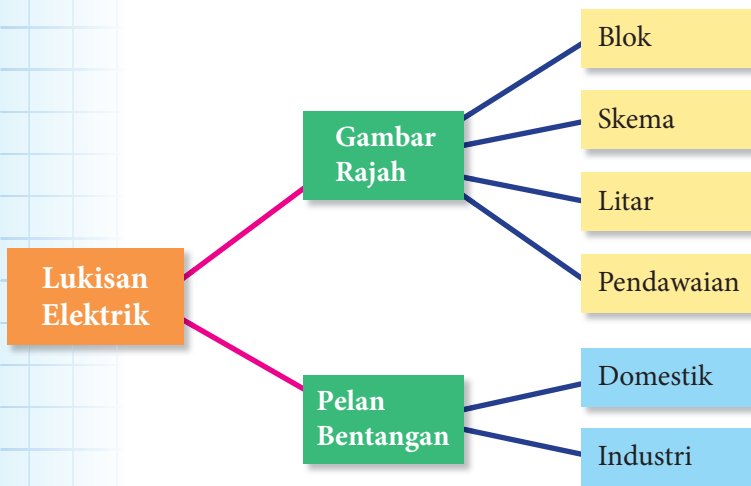 Lukisan
Elektrik
Gambar
Rajah
Blok
Skema
Litar
Pendawaian
Pelan
Bentangan
Domestik
Industri